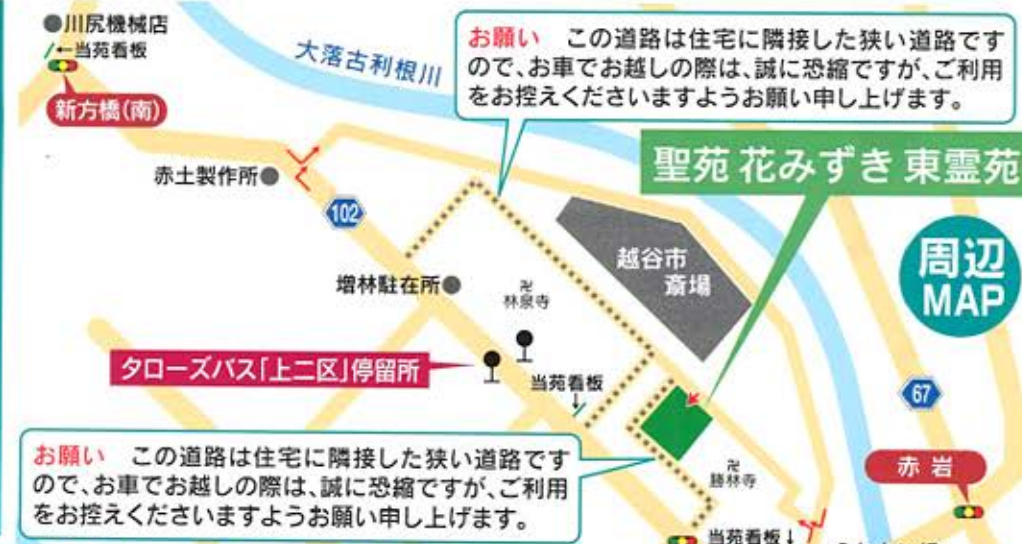 ●川尻機械店
←当苑看板
新方橋(南)
大落古利根川
お願い　この道路は住宅に隣接した狭い道路です
ので、お車でお越しの際は、誠に恐縮ですが、ご利用
をお控えくださいますようお願い申し上げます。
聖苑 花みずき 東霊苑
赤土製作所●
102
越谷市
斎場
周辺
MAP
増林駐在所●
卍
林泉寺
タローズバス「上二区」停留所
当苑看板
↓
67
お願い　この道路は住宅に隣接した狭い道路です
ので、お車でお越しの際は、誠に恐縮ですが、ご利用
をお控えくださいますようお願い申し上げます。
卍
勝林寺
赤岩
当苑看板↓